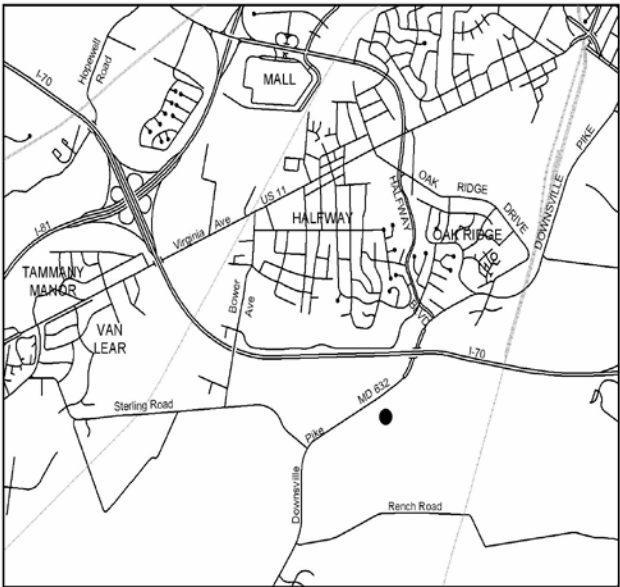 I-70
Hopewell
Road
MALL
OAK RIDGE DRIVE
DOWNSVILLE PIKE
HALFWAY BLVD
US 11
Virginia Ave
HALFWAY
OAK RIDGE
I-81
TAMMANY
MANOR
Bower
Ave
VAN
LEAR
I-70
Sterling Road
MD 632
Downsville Pike
Rench Road